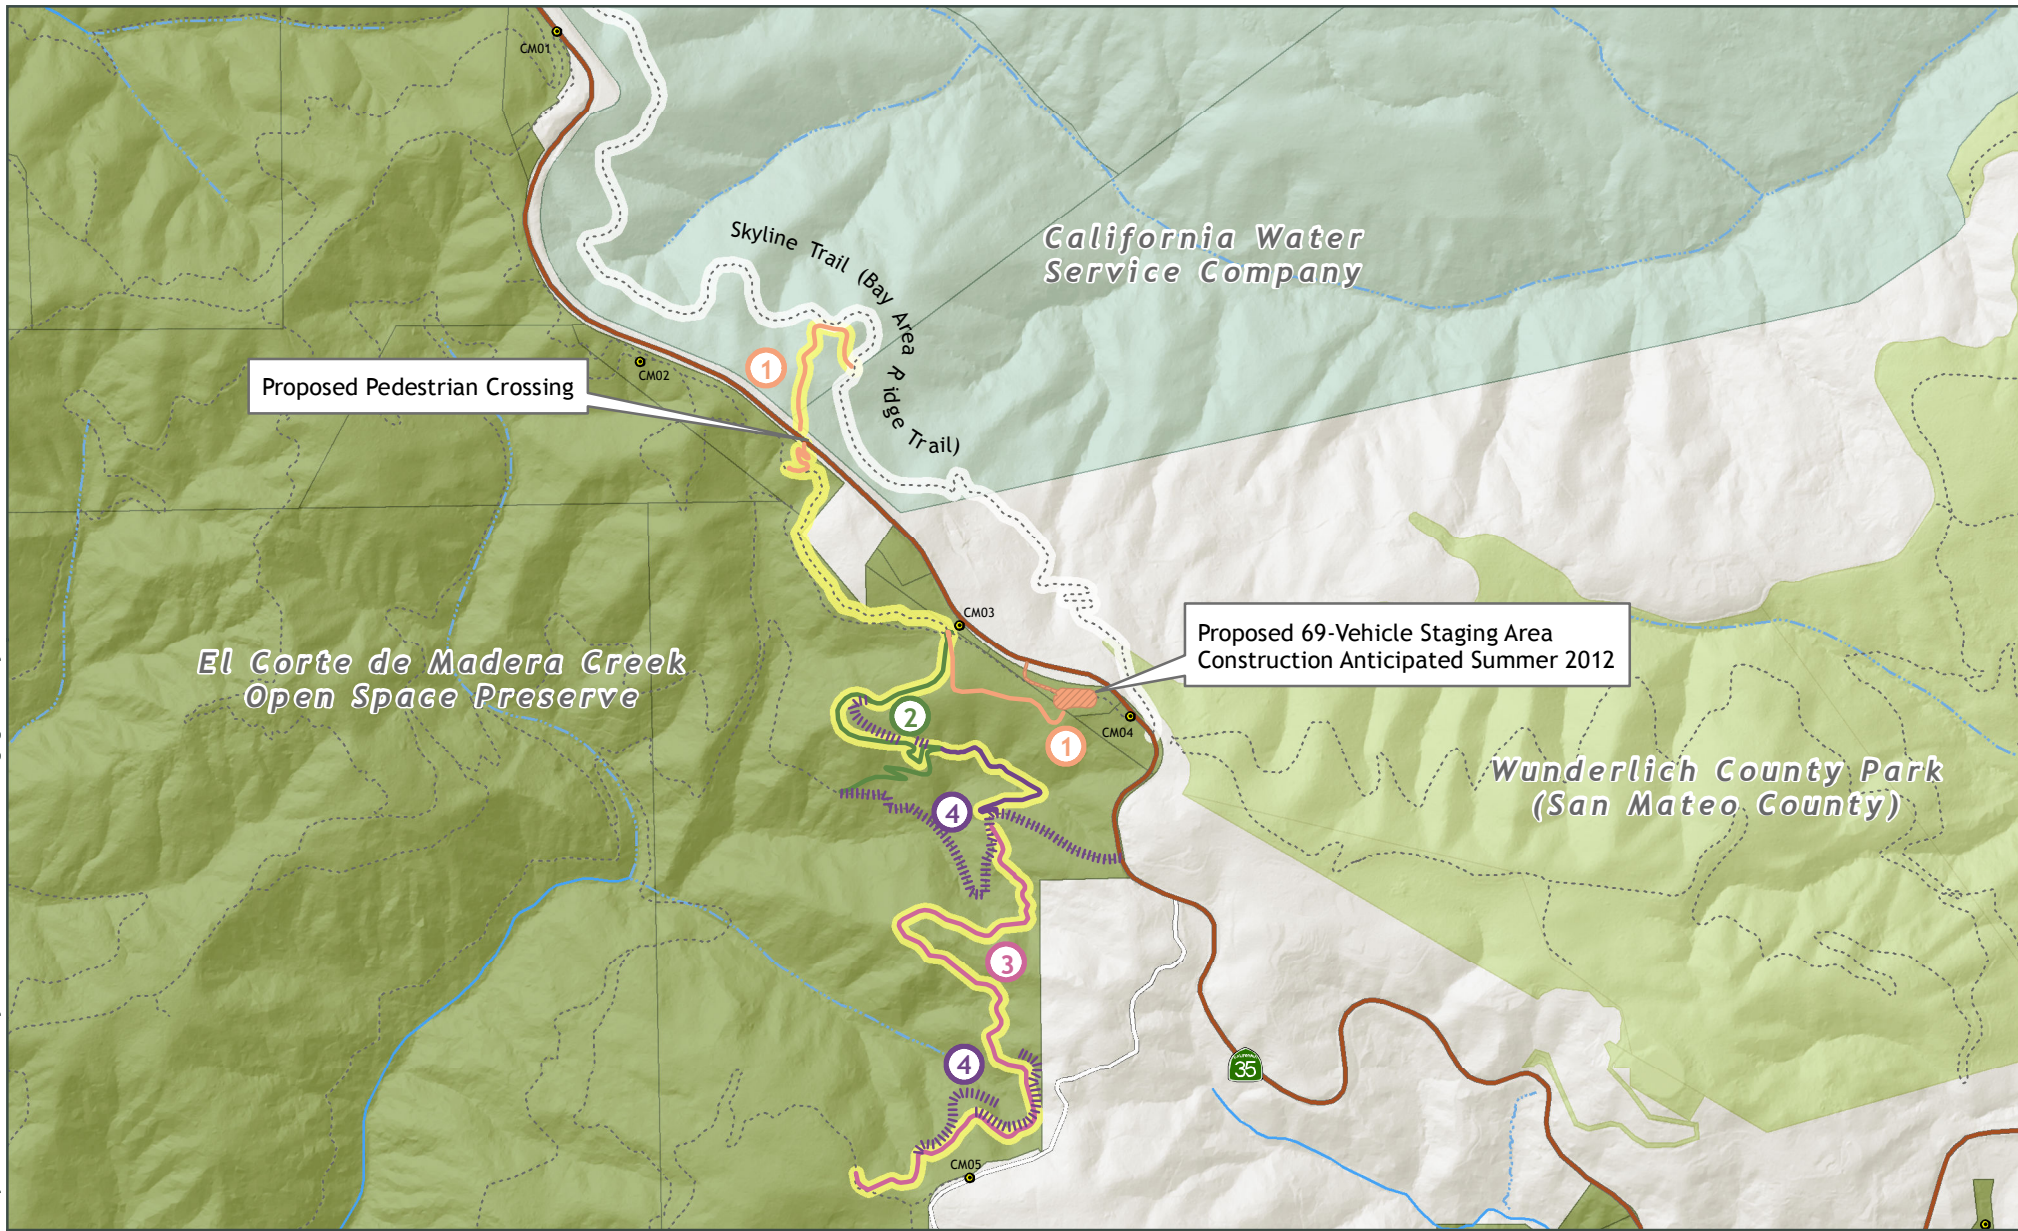 CM01
Skyline Trail (Bay Area Ridge Trail)
California Water
Service Company
CM02
1
Proposed Pedestrian Crossing
CM03
Proposed 69-Vehicle Staging Area
Construction Anticipated Summer 2012
El Corte de Madera Creek
Open Space Preserve
2
CM04
1
Wunderlich County Park
(San Mateo County)
4
3
4
35
CM05